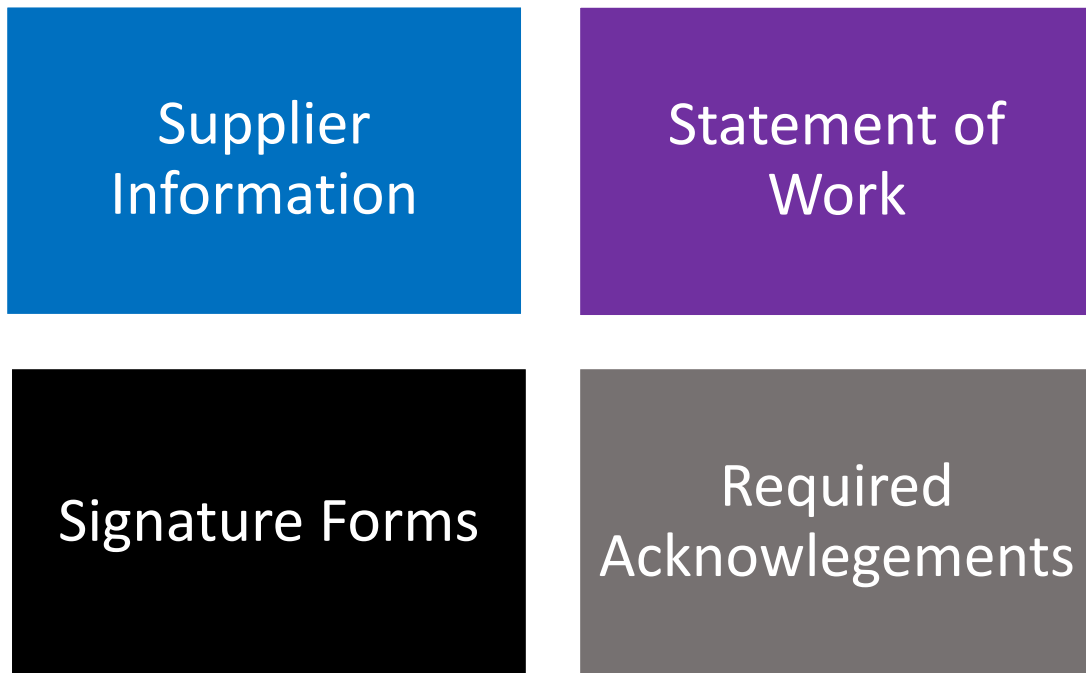 Supplier
Information
Statement of
Work
Signature Forms
Required
Acknowlegements